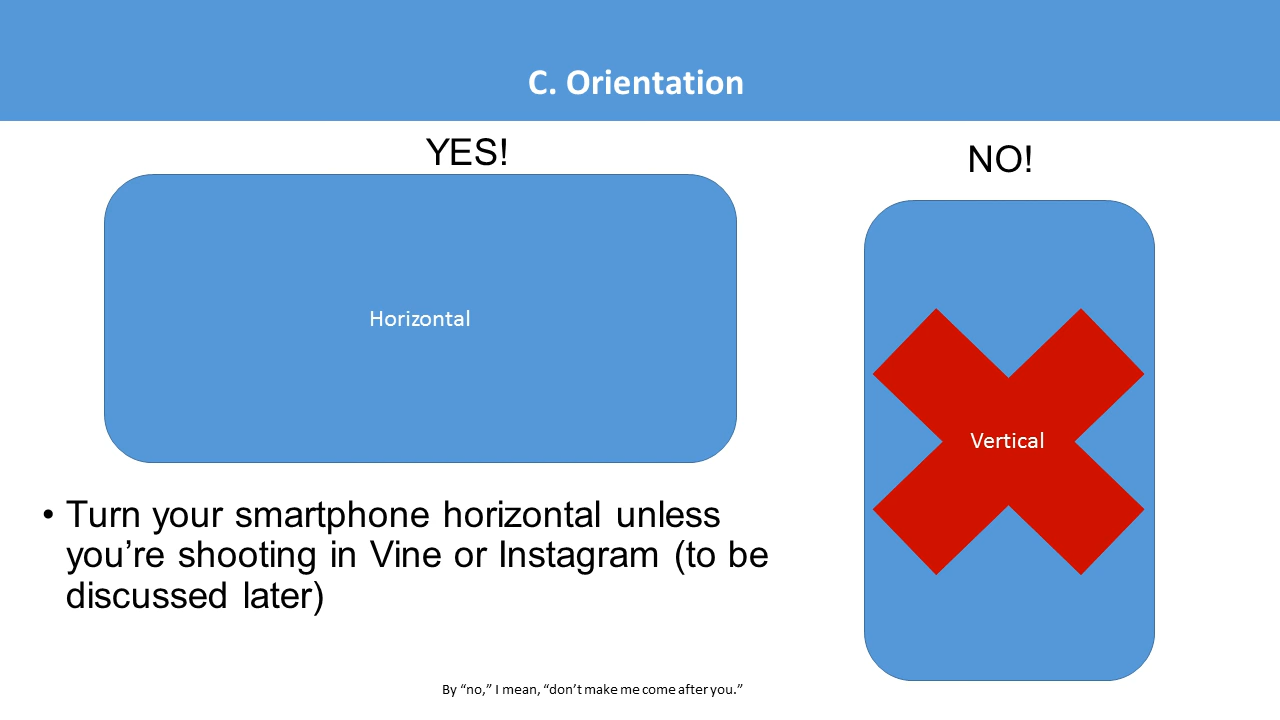 C. Orientation
YES!
NO!
Horizontal
Vertical
• Turn your smartphone horizontal unless
you’re shooting in Vine or Instagram (to be
discussed later)
By “no,” I mean, “don’t make me come after you.”